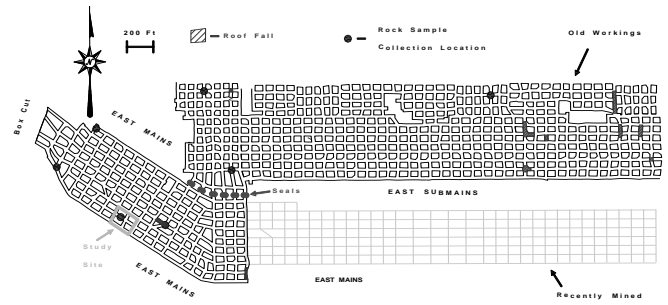 200 Ft
Roof Fall
Rock Sample
Collection Location
Old Workings
N
Box Cut
EAST MAINS
Seals
EAST SUBMAINS
Study
Site
EAST MAINS
EAST MAINS
Recently Mined